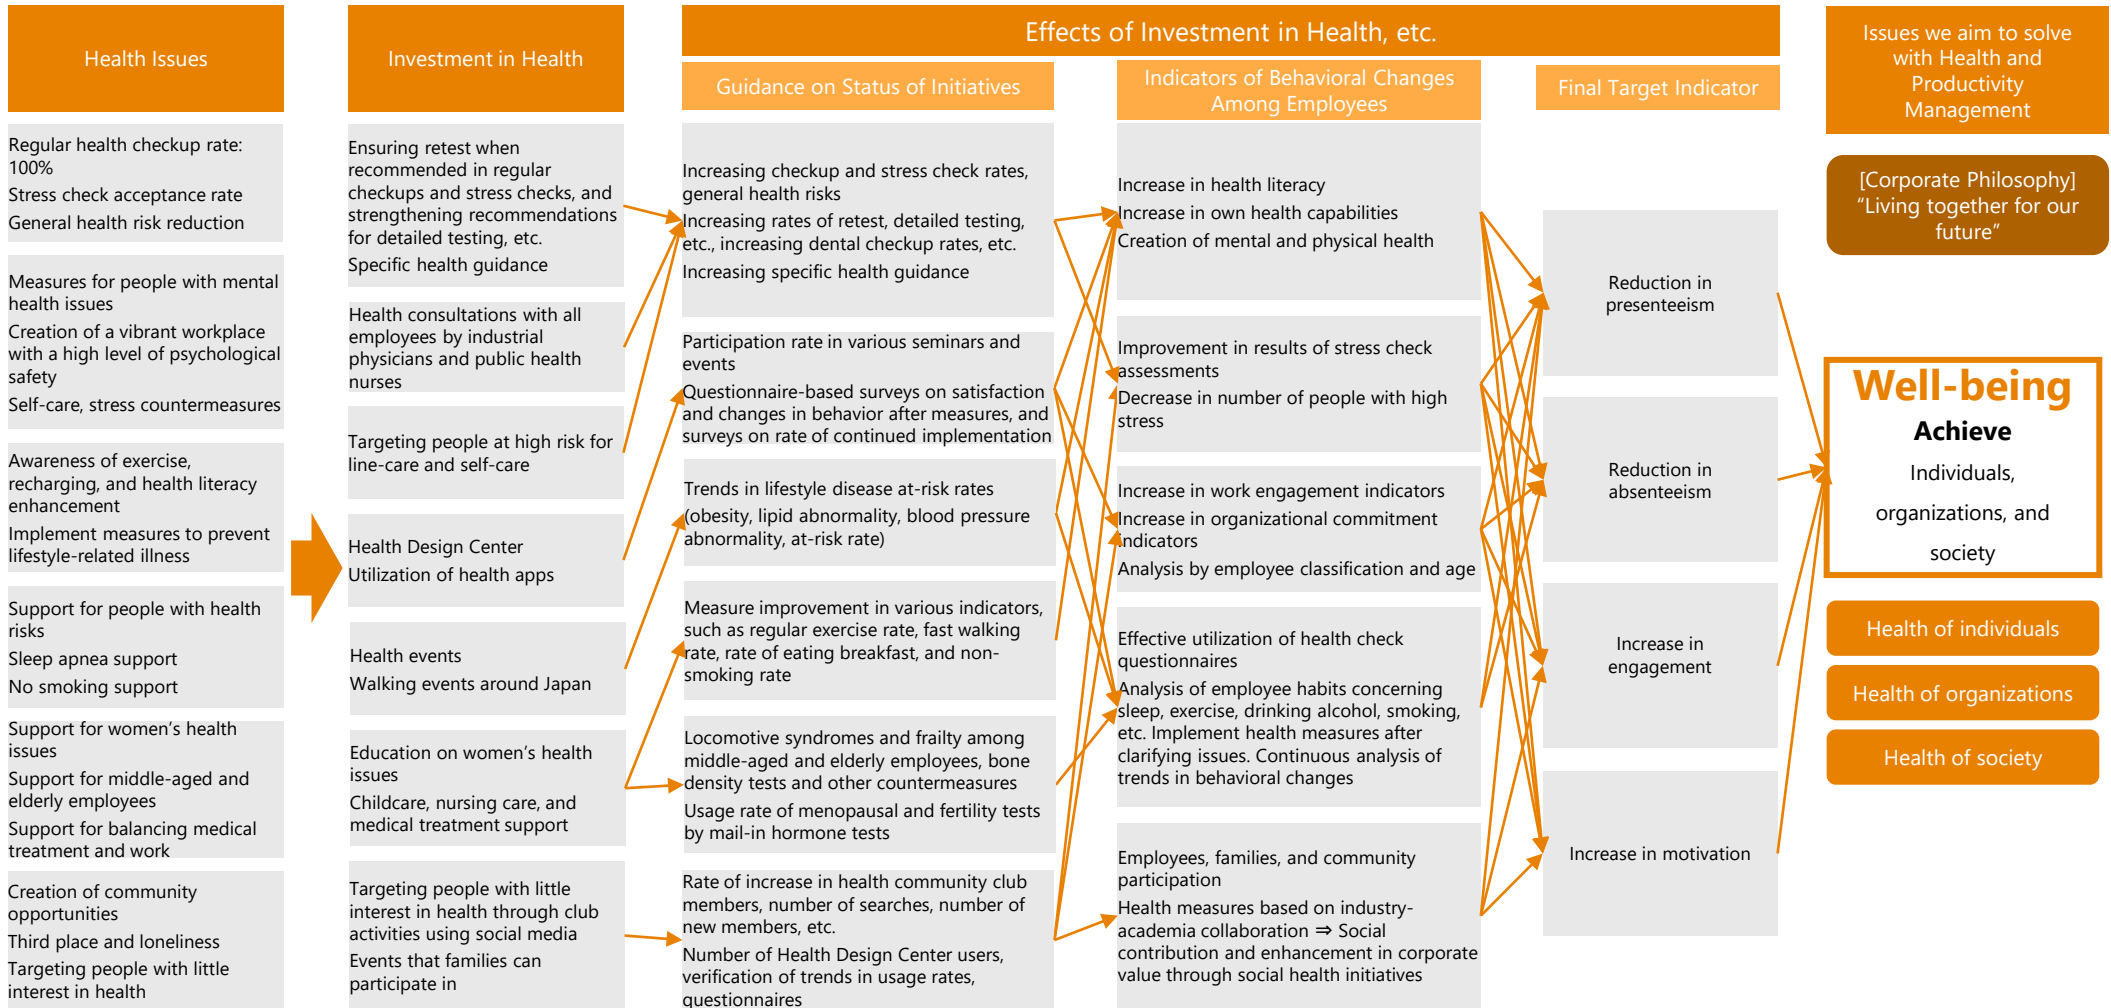 Health Issues
Regular health checkup rate:
100%
Stress check acceptance rate
General health risk reduction
Measures for people with mental
health issues
Creation of a vibrant workplace
with a high level of psychological
safety
Self-care, stress countermeasures
Awareness of exercise,
recharging, and health literacy
enhancement
Implement measures to prevent
lifestyle-related illness
Support for people with health
risks
Sleep apnea support
No smoking support
Support for women's health
issues
Support for middle-aged and
elderly employees
Support for balancing medical
treatment and work
Creation of community
opportunities
Third place and loneliness
Targeting people with little
interest in health
Investment in Health
Ensuring retest when
recommended in regular
checkups and stress checks, and
strengthening recommendations
for detailed testing, etc.
Specific health guidance
Health consultations with all
employees by industrial
physicians and public health
nurses
Targeting people at high risk for
line-care and self-care
Health Design Center
Utilization of health apps
Health events
Walking events around Japan
Education on women's health
issues
Childcare, nursing care, and
medical treatment support
Targeting people with little
interest in health through club
activities using social media
Events that families can
participate in
Effects of Investment in Health, etc.
Guidance on Status of Initiatives
Increasing checkup and stress check rates,
general health risks
Increasing rates of retest, detailed testing,
etc., increasing dental checkup rates, etc.
Increasing specific health guidance
Participation rate in various seminars and
events
Questionnaire-based surveys on satisfaction
and changes in behavior after measures, and
surveys on rate of continued implementation
Trends in lifestyle disease at-risk rates
(obesity, lipid abnormality, blood pressure
abnormality, at-risk rate)
Measure improvement in various indicators,
such as regular exercise rate, fast walking
rate, rate of eating breakfast, and non-
smoking rate
Locomotive syndromes and frailty among
middle-aged and elderly employees, bone
density tests and other countermeasures
Usage rate of menopausal and fertility tests
by mail-in hormone tests
Rate of increase in health community club
members, number of searches, number of
new members, etc.
Number of Health Design Center users,
verification of trends in usage rates,
questionnaires
Indicators of Behavioral Changes
Among Employees
Increase in health literacy
Increase in own health capabilities
Creation of mental and physical health
Improvement in results of stress check
assessments
Decrease in number of people with high
stress
Increase in work engagement indicators
Increase in organizational commitment
indicators
Analysis by employee classification and age
Effective utilization of health check
questionnaires
Analysis of employee habits concerning
sleep, exercise, drinking alcohol, smoking,
etc. Implement health measures after
clarifying issues. Continuous analysis of
trends in behavioral changes
Employees, families, and community
participation
Health measures based on industry-
academia collaboration ⇒ Social
contribution and enhancement in corporate
value through social health initiatives
Final Target Indicator
Reduction in
presenteeism
Reduction in
absenteeism
Increase in
engagement
Increase in motivation
Issues we aim to solve
with Health and
Productivity
Management
[Corporate Philosophy]
"Living together for our
future"
Well-being
Achieve
Individuals,
organizations, and
society
Health of individuals
Health of organizations
Health of society